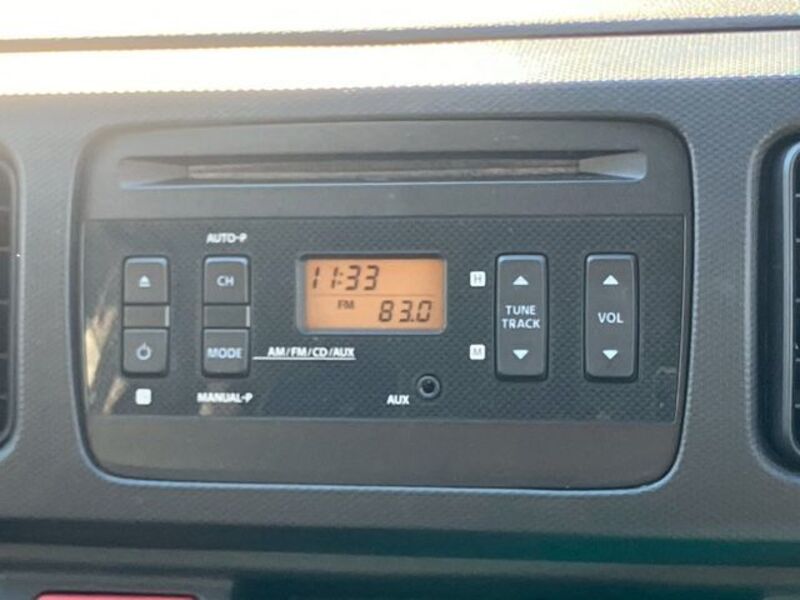 AUTO-P
CH
11:33
FM 83.0
H
TUNE
TRACK
VOL
MODE
AM/FM/CD/AUX
M
MANUAL-P
AUX